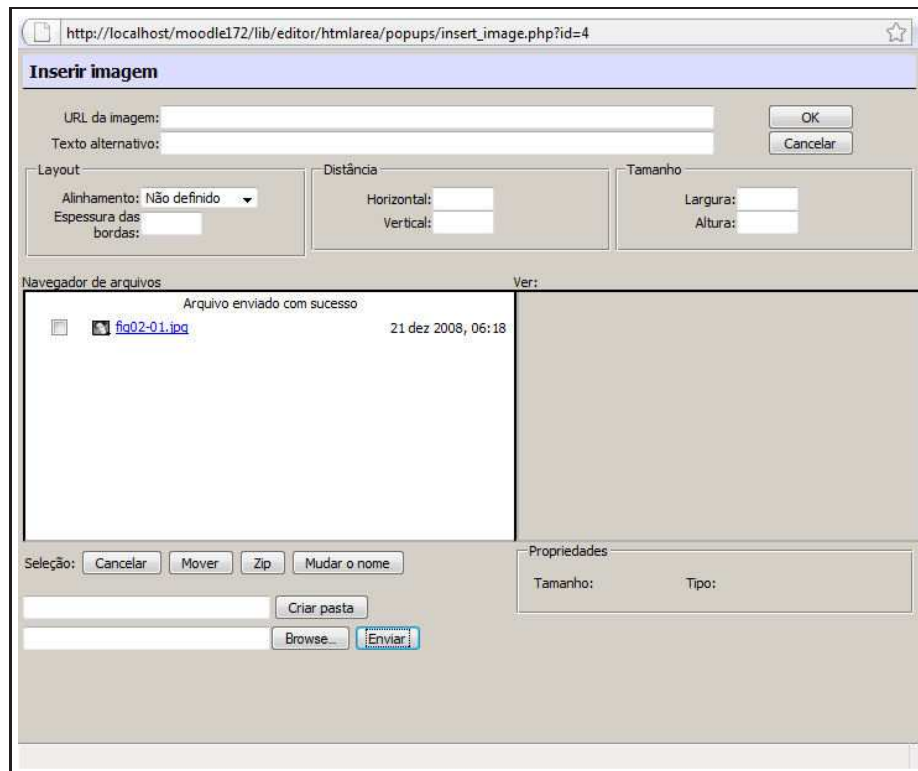 http://localhost/moodle172/lib/editor/htmlarea/popups/insert_image.php?id=4
Inserir imagem
URL da imagem:
OK
Texto alternativo:
Cancelar
Layout
Alinhamento: Não definido
Espessura das
bordas:
Distância
Horizontal:
Vertical:
Tamanho
Largura:
Altura:
Navegador de arquivos
Arquivo enviado com sucesso
fig02-01.jpg 21 dez 2008, 06:18
Ver:
Seleção: Cancelar Mover Zip Mudar o nome
Criar pasta
Browse... Enviar
Propriedades
Tamanho: Tipo: